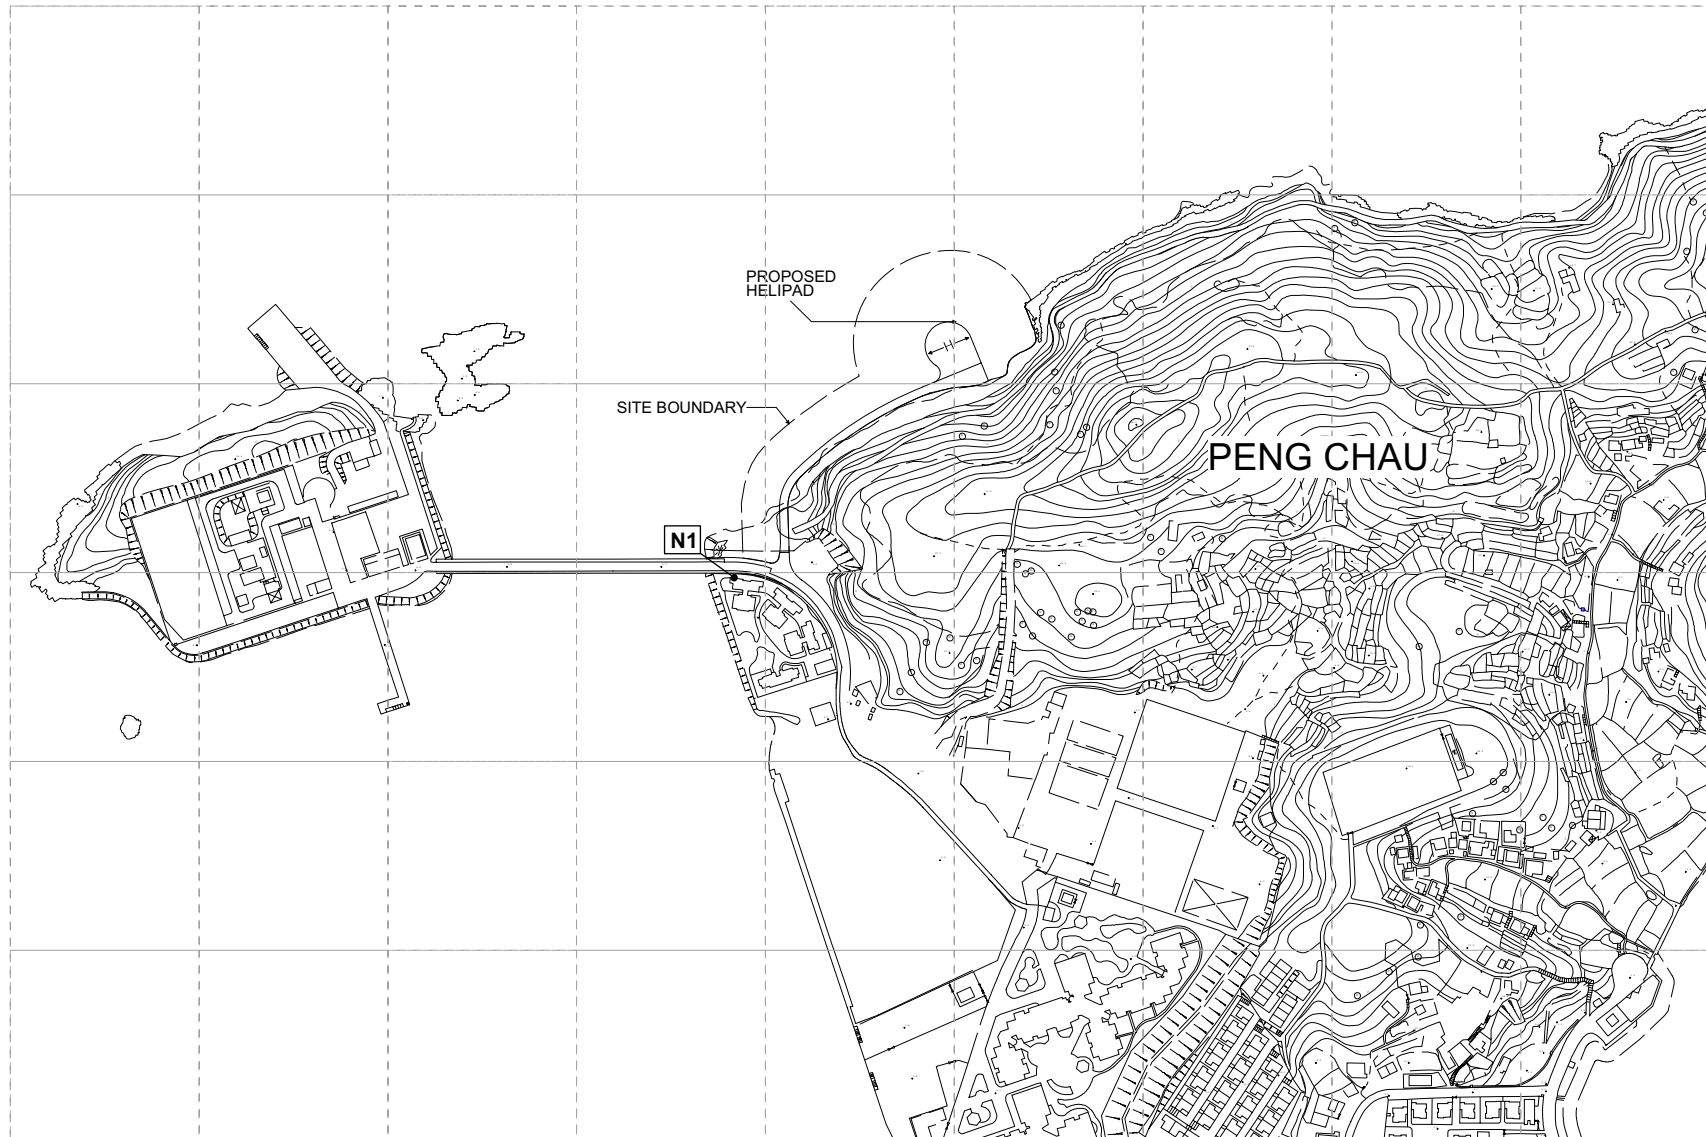 PROPOSED
HELIPAD
H
SITE BOUNDARY
PENG CHAU
N1